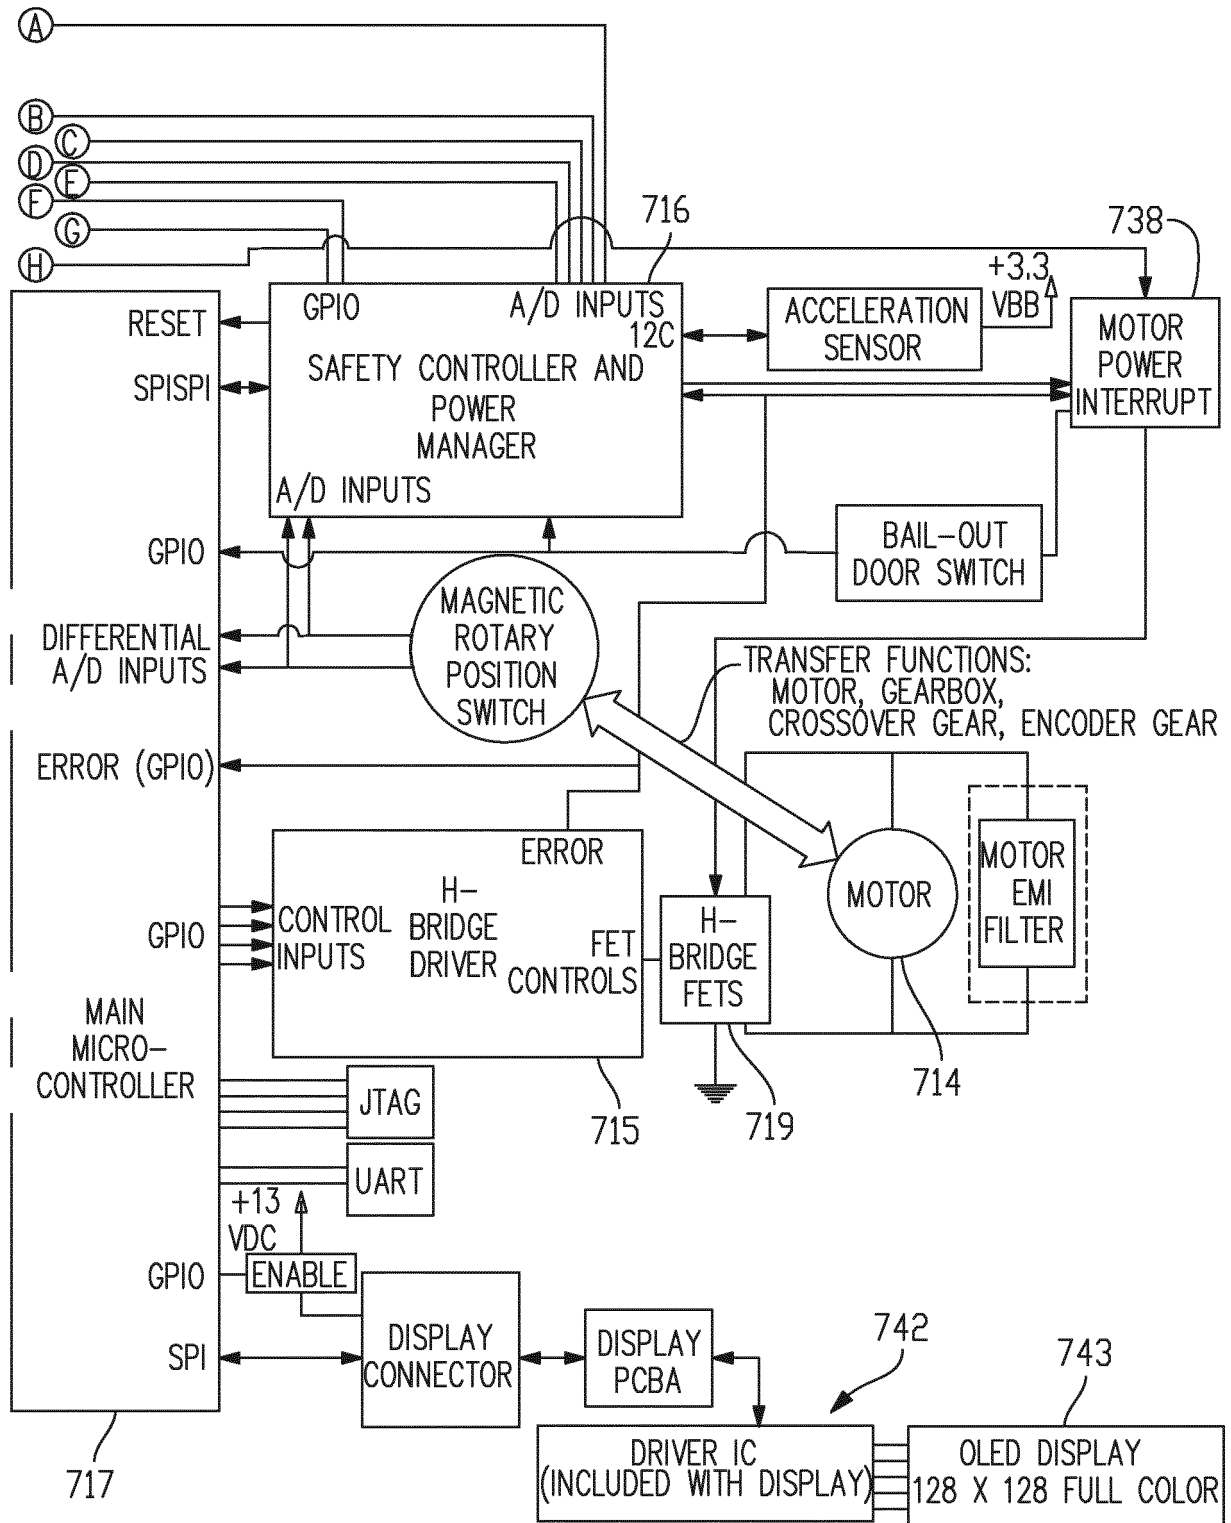 A
B
C
D
E
F
G
H
716
738
+3.3
VBB
RESET
GPIO
A/D INPUTS
12C
ACCELERATION
SENSOR
MOTOR
POWER
INTERRUPT
SPISPI
SAFETY CONTROLLER AND
POWER
MANAGER
A/D INPUTS
GPIO
BAIL-OUT
DOOR SWITCH
DIFFERENTIAL
A/D INPUTS
MAGNETIC
ROTARY
POSITION
SWITCH
TRANSFER FUNCTIONS:
MOTOR, GEARBOX,
CROSSOVER GEAR, ENCODER GEAR
ERROR (GPIO)
ERROR
GPIO
CONTROL
INPUTS
H-
BRIDGE
DRIVER
FET
CONTROLS
H-
BRIDGE
FETS
MOTOR
MOTOR
EMI
FILTER
MAIN
MICRO-
CONTROLLER
JTAG
715
719
714
UART
+13
VDC
GPIO
ENABLE
SPI
DISPLAY
CONNECTOR
DISPLAY
PCBA
742
743
717
DRIVER IC
(INCLUDED WITH DISPLAY)
OLED DISPLAY
128 X 128 FULL COLOR